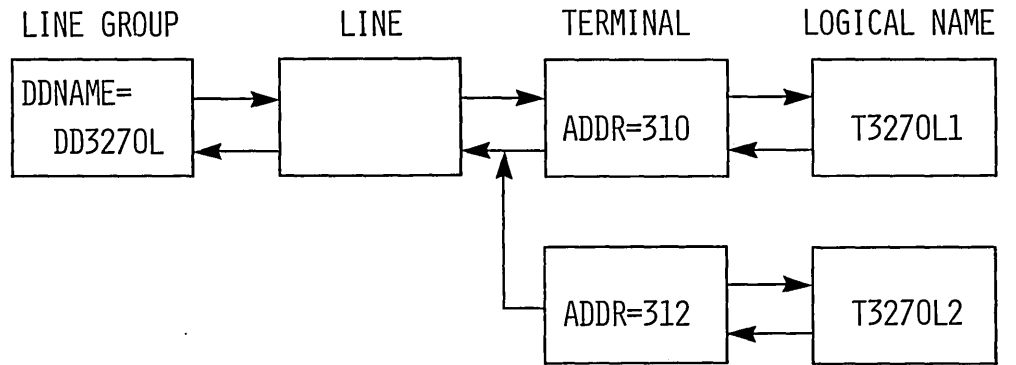 LINE GROUP LINE TERMINAL LOGICAL NAME
DDNAME=
DD3270L
ADDR=310
T3270L1
ADDR=312
T3270L2